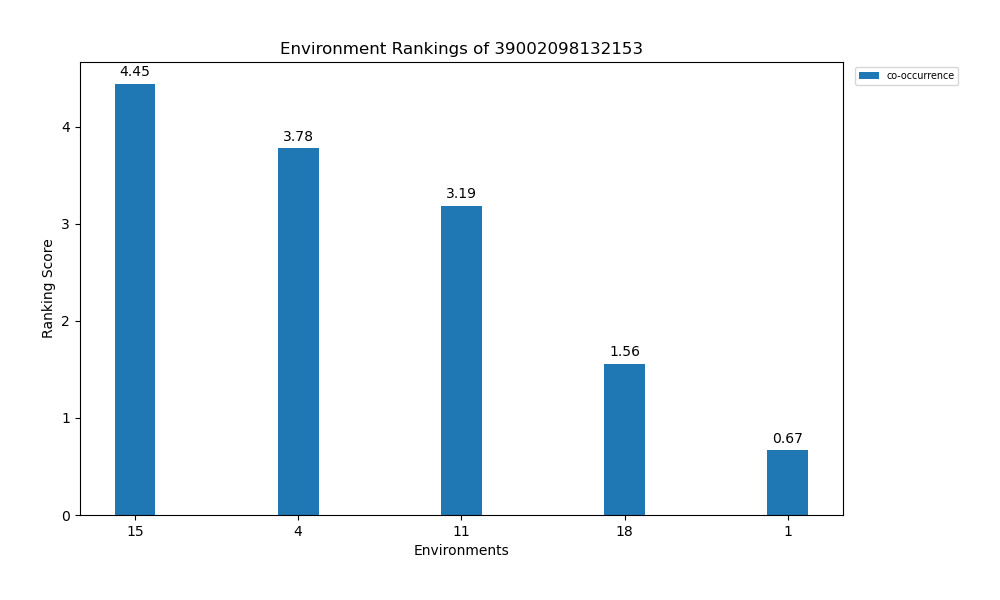 Environment Rankings of 39002098132153
co-occurrence
4.45
3.78
3.19
1.56
0.67
4
3
2
1
0
Ranking Score
15 4 11 18 1
Environments